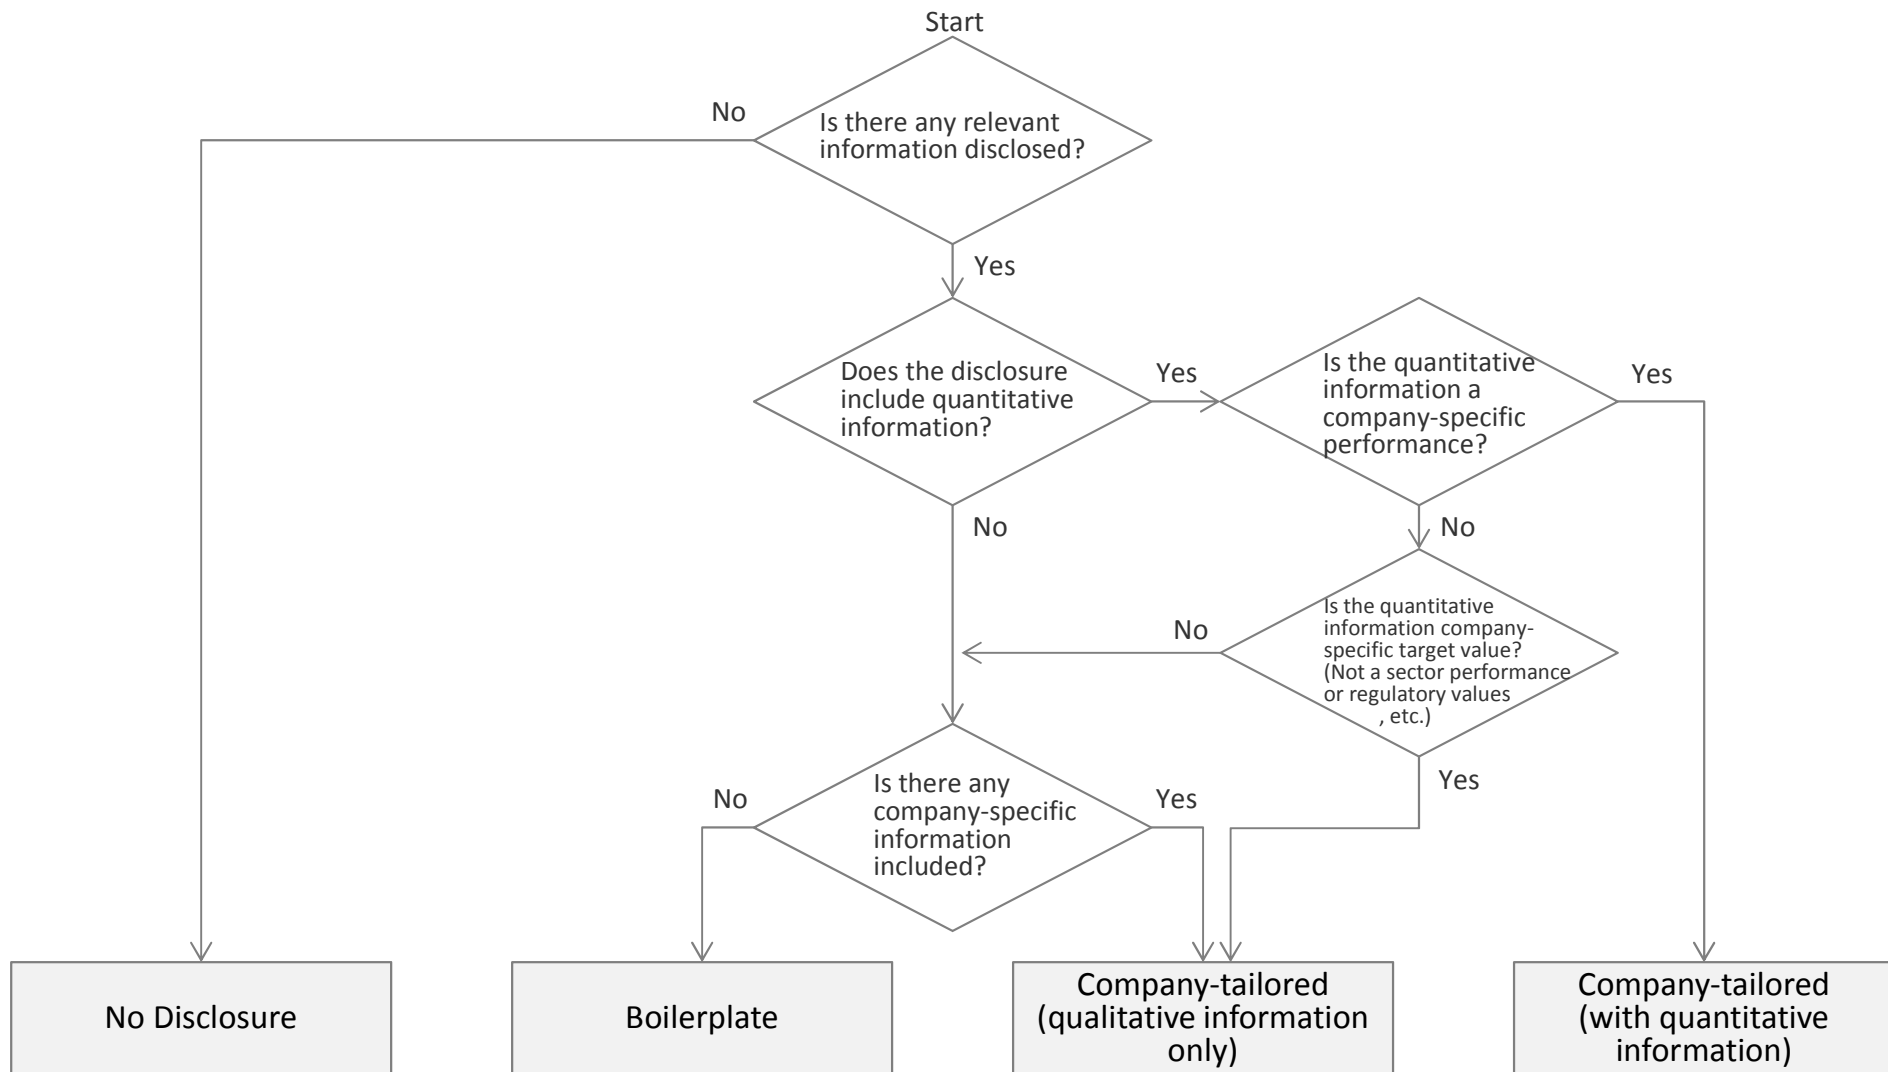 Start
No
Is there any relevant
information disclosed?
Yes
Does the disclosure
include quantitative
information?
Yes
Is the quantitative
information a
company-specific
performance?
Yes
No
No
Is the quantitative
information company-
specific target value?
(Not a sector performance
or regulatory values
, etc.)
No
Yes
Is there any
company-specific
information
included?
No
Yes
No Disclosure
Boilerplate
Company-tailored
(qualitative information
only)
Company-tailored
(with quantitative
information)